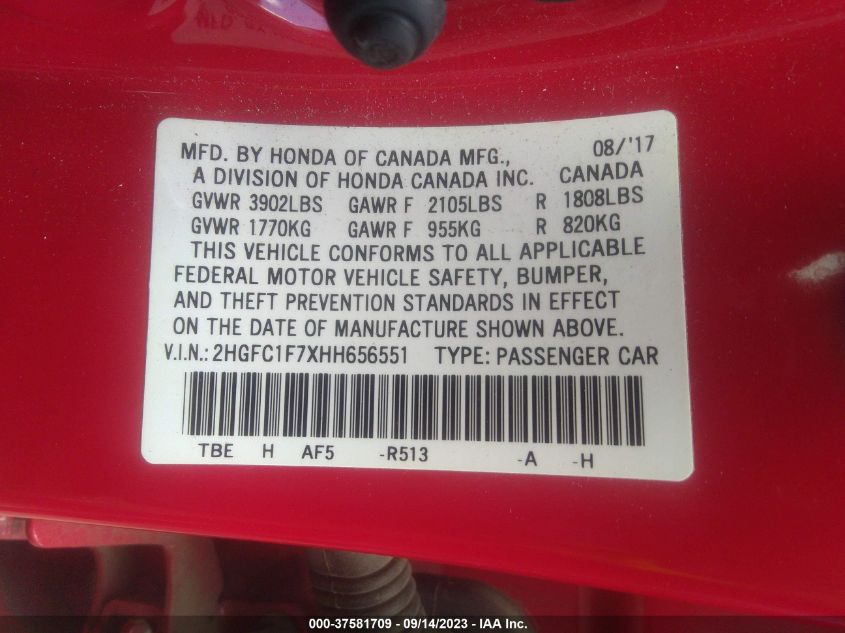 MFD. BY HONDA OF CANADA MFG., 08/'17
A DIVISION OF HONDA CANADA INC. CANADA
GVWR 3902LBS GAWR F 2105LBS R 1808LBS
GVWR 1770KG GAWR F 955KG R 820KG
THIS VEHICLE CONFORMS TO ALL APPLICABLE
FEDERAL MOTOR VEHICLE SAFETY, BUMPER,
AND THEFT PREVENTION STANDARDS IN EFFECT
ON THE DATE OF MANUFACTURE SHOWN ABOVE.
V.I.N.: 2HGFC1F7XHH656551 TYPE: PASSENGER CAR
TBE H AF5 -R513 -A -H
000-37581709 - 09/14/2023 - IAA Inc.